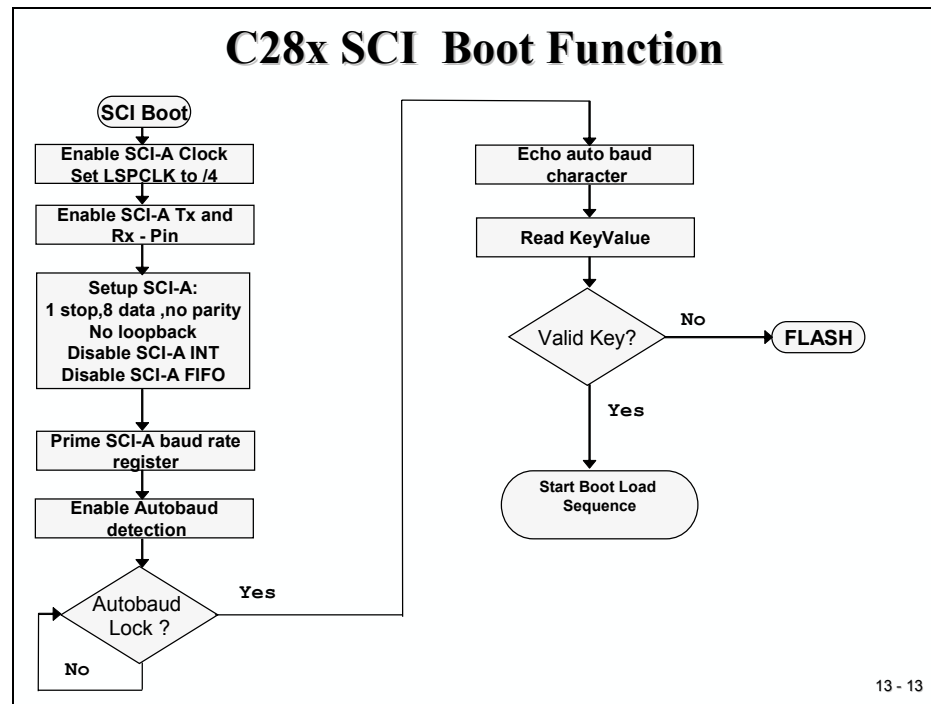 C28x SCI  Boot Function
SCI Boot
Enable SCI-A Clock
Set LSPCLK to /4
Enable SCI-A Tx and
Rx - Pin
Setup SCI-A:
1 stop,8 data ,no parity
No loopback
Disable SCI-A INT
Disable SCI-A FIFO
Prime SCI-A baud rate
register
Enable Autobaud
detection
Autobaud
Lock ?
No
Yes
Echo auto baud
character
Read KeyValue
Valid Key?
No
FLASH
Yes
Start Boot Load
Sequence
13 - 13